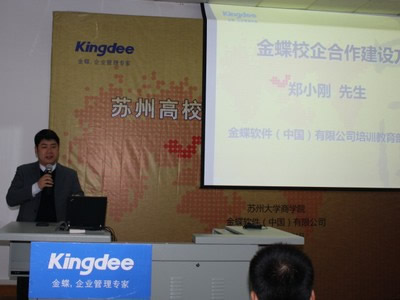 Kingdee
金蝶、企业管理专家
苏州高校
Kingdee
金蝶校企合作建设
郑小刚 先生
金蝶软件（中国）有限公司培训教育
苏州大学商学院
金蝶软件（中国）有限公司
Kingdee
金蝶、企业管理专家